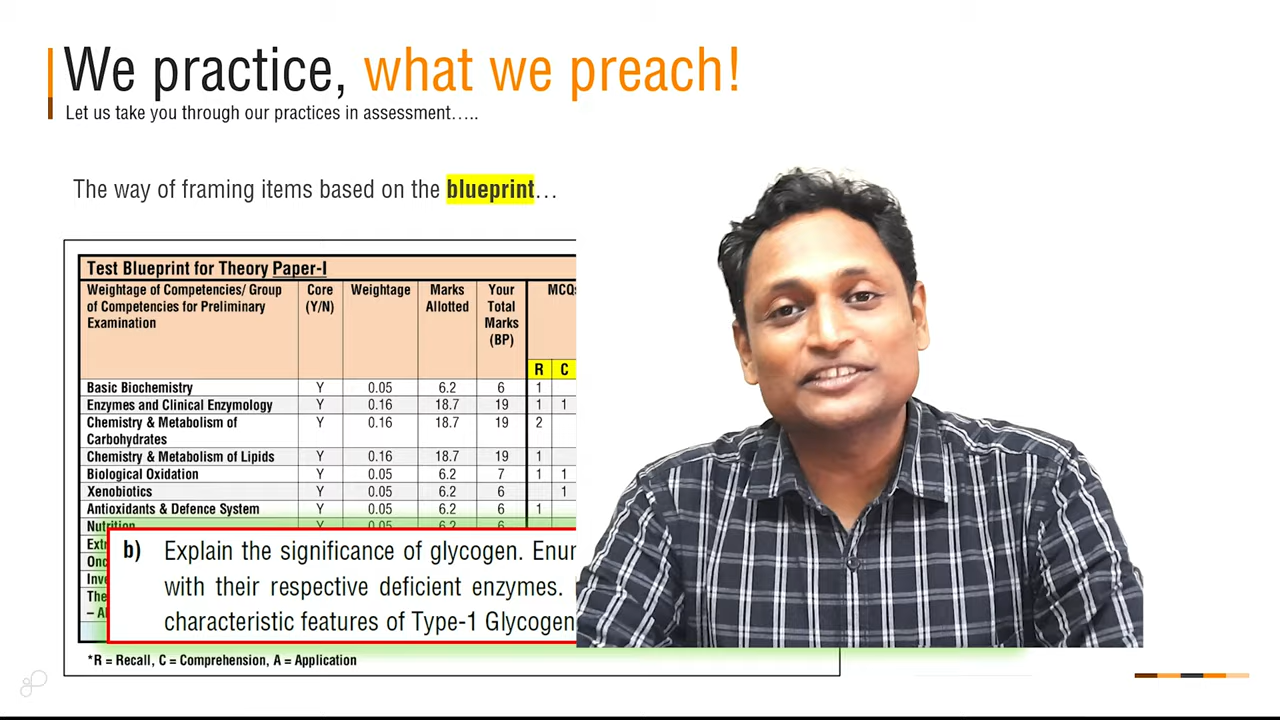 We practice, what we preach!
Let us take you through our practices in assessment.....
The way of framing items based on the blueprint...
Test Blueprint for Theory Paper-I
Weightage of Competencies/ Group of Competencies for Preliminary Examination Core (Y/N) Weightage Marks Allotted Your Total Marks (BP) MCQs
R C
Basic Biochemistry Y 0.05 6.2 6 1
Enzymes and Clinical Enzymology Y 0.16 18.7 19 1 1
Chemistry & Metabolism of Carbohydrates Y 0.16 18.7 19 2
Chemistry & Metabolism of Lipids Y 0.16 18.7 19 1
Biological Oxidation Y 0.05 6.2 7 1 1
Xenobiotics Y 0.05 6.2 6 1
Antioxidants & Defence System Y 0.05 6.2 6 1
Nutrition Y 0.05 6.2 6
b) Explain the significance of glycogen.
with their respective deficient enzymes.
characteristic features of Type-1 Glycogen
*R = Recall, C = Comprehension, A = Application